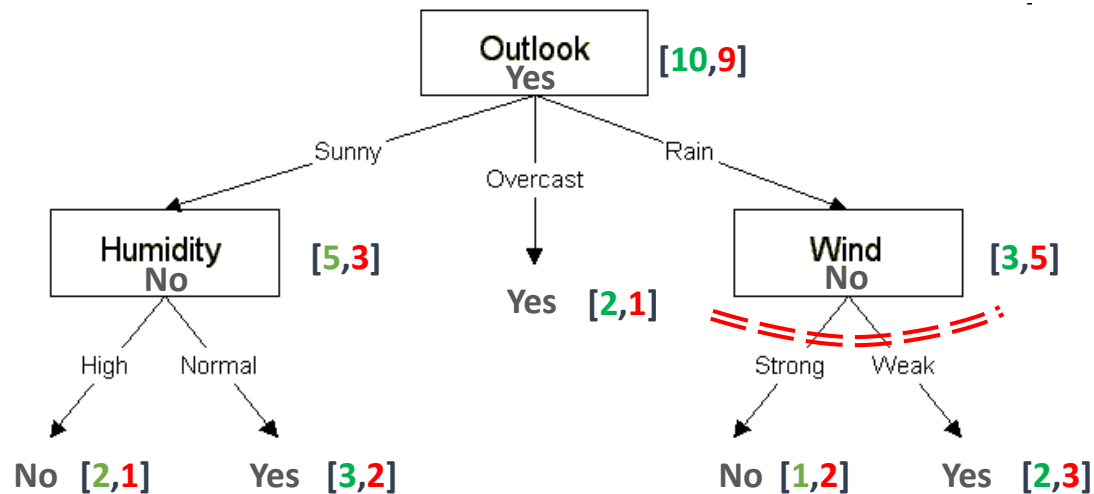 Outlook
Yes [10,9]
Sunny
Overcast
Rain
Humidity
No [5,3]
Wind
No [3,5]
Yes [2,1]
High Normal
Strong Weak
No [2,1] Yes [3,2] No [1,2] Yes [2,3]